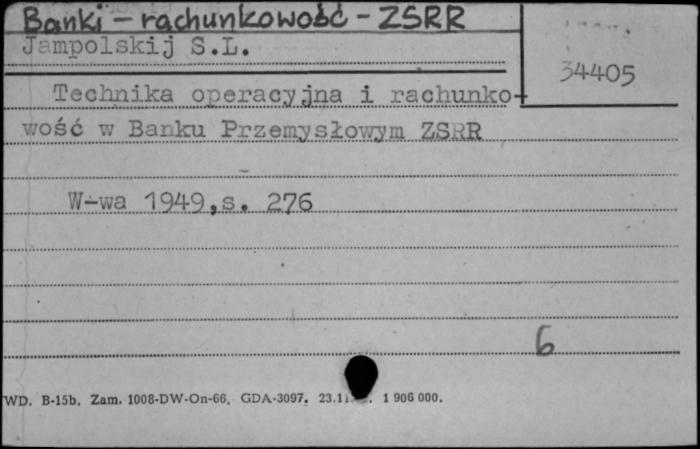 Banki - rachunkowość - ZSRR
Jampolskij S.L.
34405
Technika operacyjna i rachunko-
wość w Banku Przemysłowym ZSRR
W-wa 1949,s. 276
6
WD. B-15b. Zam. 1008-DW-On-66. GDA-3097. 1 906 000.